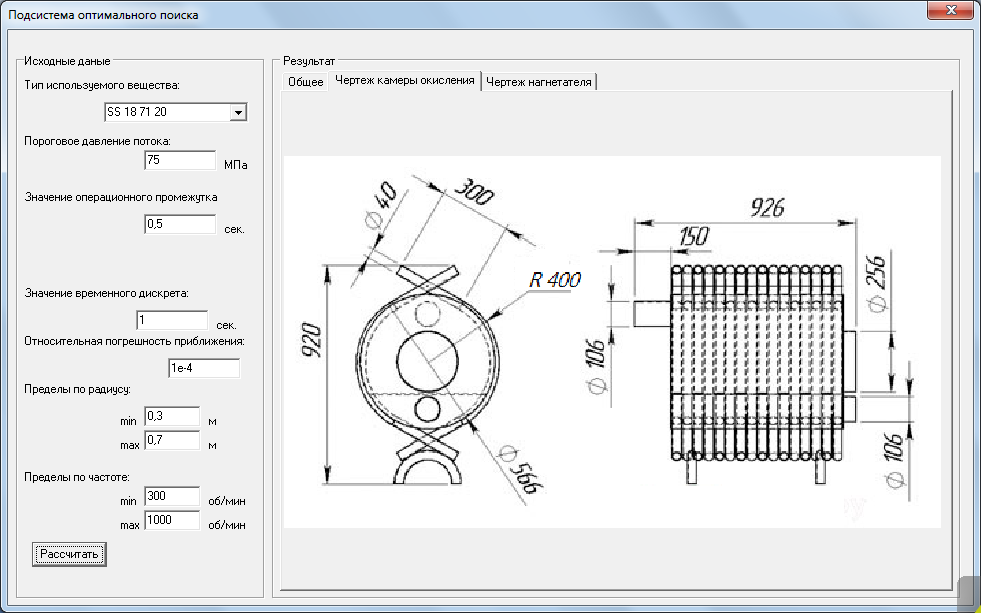 Подсистема оптимального поиска
Исходные даные
Тип используемого вещества:
SS 18 71 20
Пороговое давление потока:
75
МПа
Значение операционного промежутка
0,5
сек.
Значение временного дискрета:
1
сек.
Относительная погрешность приближения:
1e-4
Пределы по радиусу:
min 0,3 м
max 0,7 м
Пределы по частоте:
min 300 об/мин
max 1000 об/мин
Рассчитать
Результат
Общее Чертеж камеры окисления Чертеж нагнетателя
∅ 40
300
R 400
920
∅ 566
926
150
∅ 256
∅ 106
∅ 106